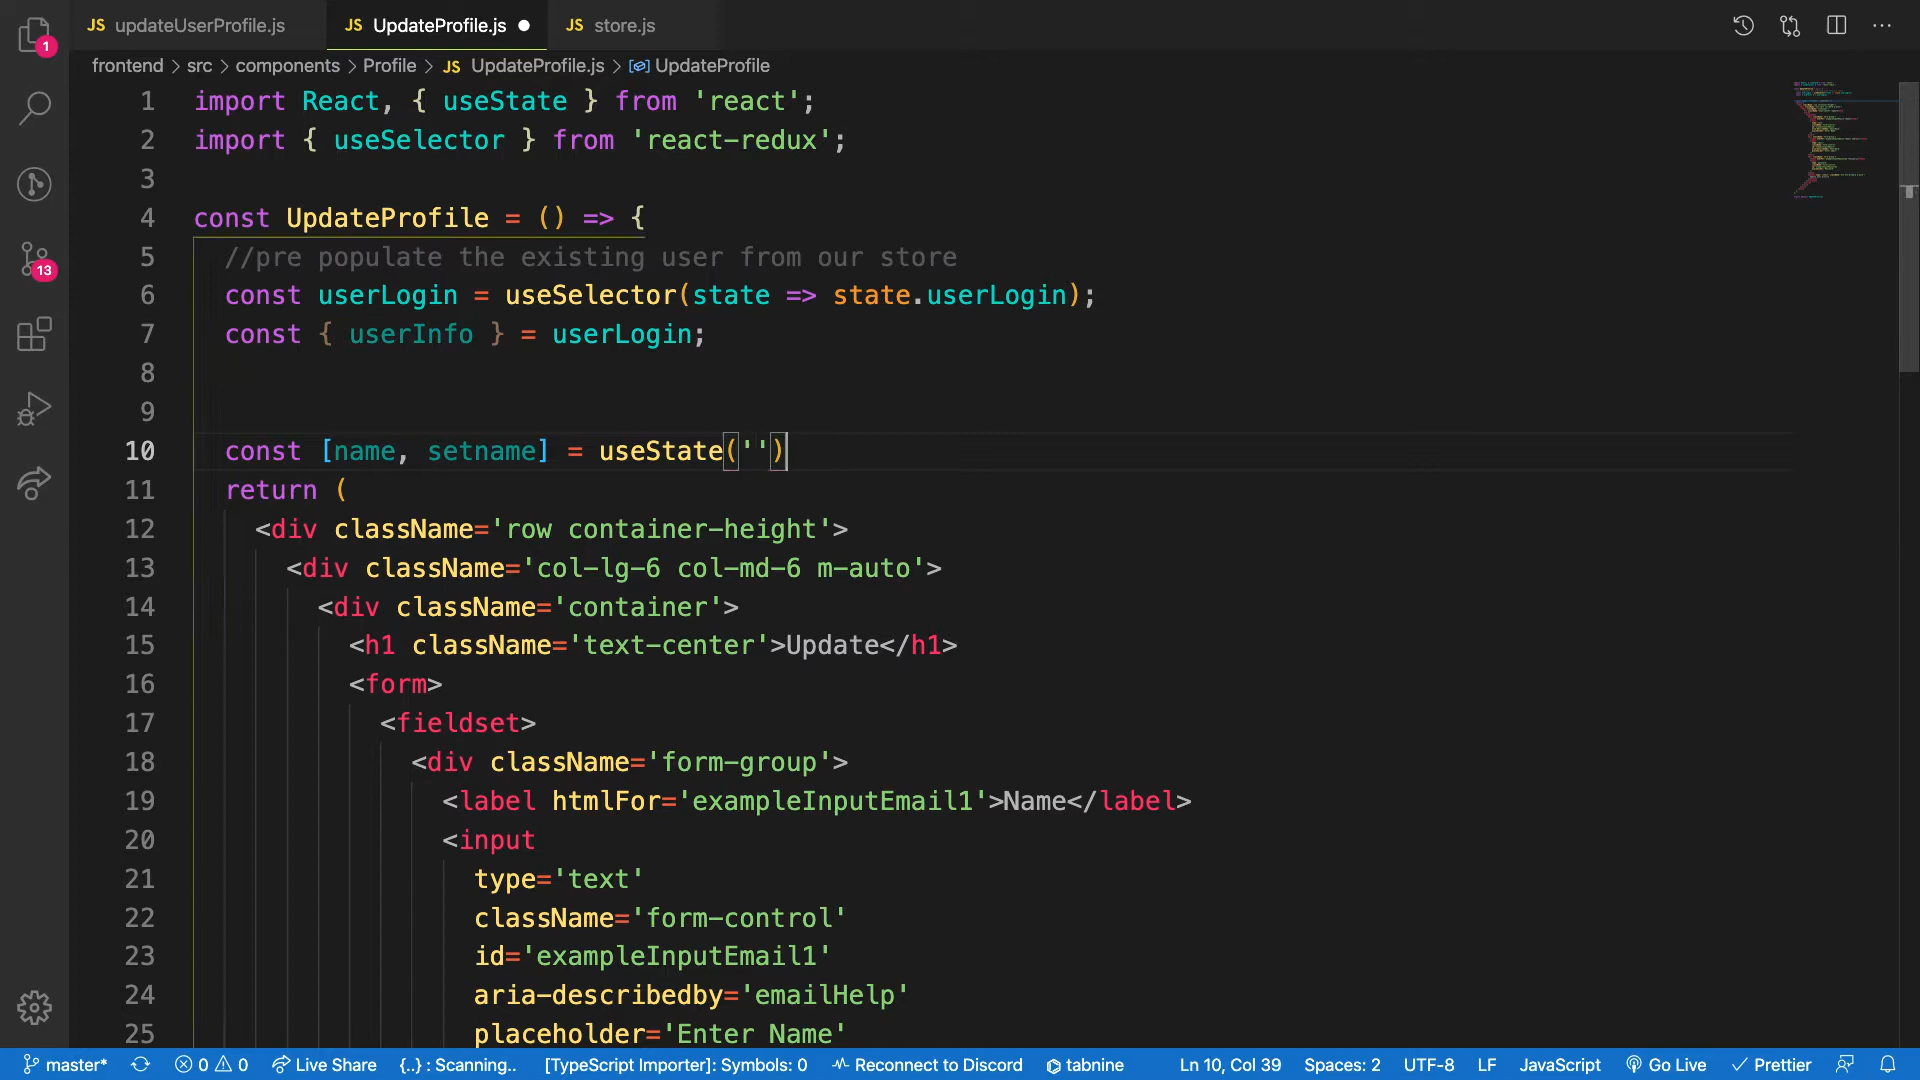 JS updateUserProfile.js JS UpdateProfile.js ● JS store.js
1
frontend > src > components > Profile > JS UpdateProfile.js > UpdateProfile
1 import React, { useState } from 'react';
2 import { useSelector } from 'react-redux';
3
4 const UpdateProfile = () => {
5 //pre populate the existing user from our store
6 const userLogin = useSelector(state => state.userLogin);
13
7 const { userInfo } = userLogin;
8
9
10 const [name, setname] = useState('')
11 return (
12 <div className='row container-height'>
13 <div className='col-lg-6 col-md-6 m-auto'>
14 <div className='container'>
15 <h1 className='text-center'>Update</h1>
16 <form>
17 <fieldset>
18 <div className='form-group'>
19 <label htmlFor='exampleInputEmail1'>Name</label>
20 <input
21 type='text'
22 className='form-control'
23 id='exampleInputEmail1'
24 aria-describedby='emailHelp'
25 placeholder='Enter Name'
master* 0 0 Live Share {..} : Scanning.. [TypeScript Importer]: Symbols: 0 Reconnect to Discord tabnine Ln 10, Col 39 Spaces: 2 UTF-8 LF JavaScript Go Live Prettier